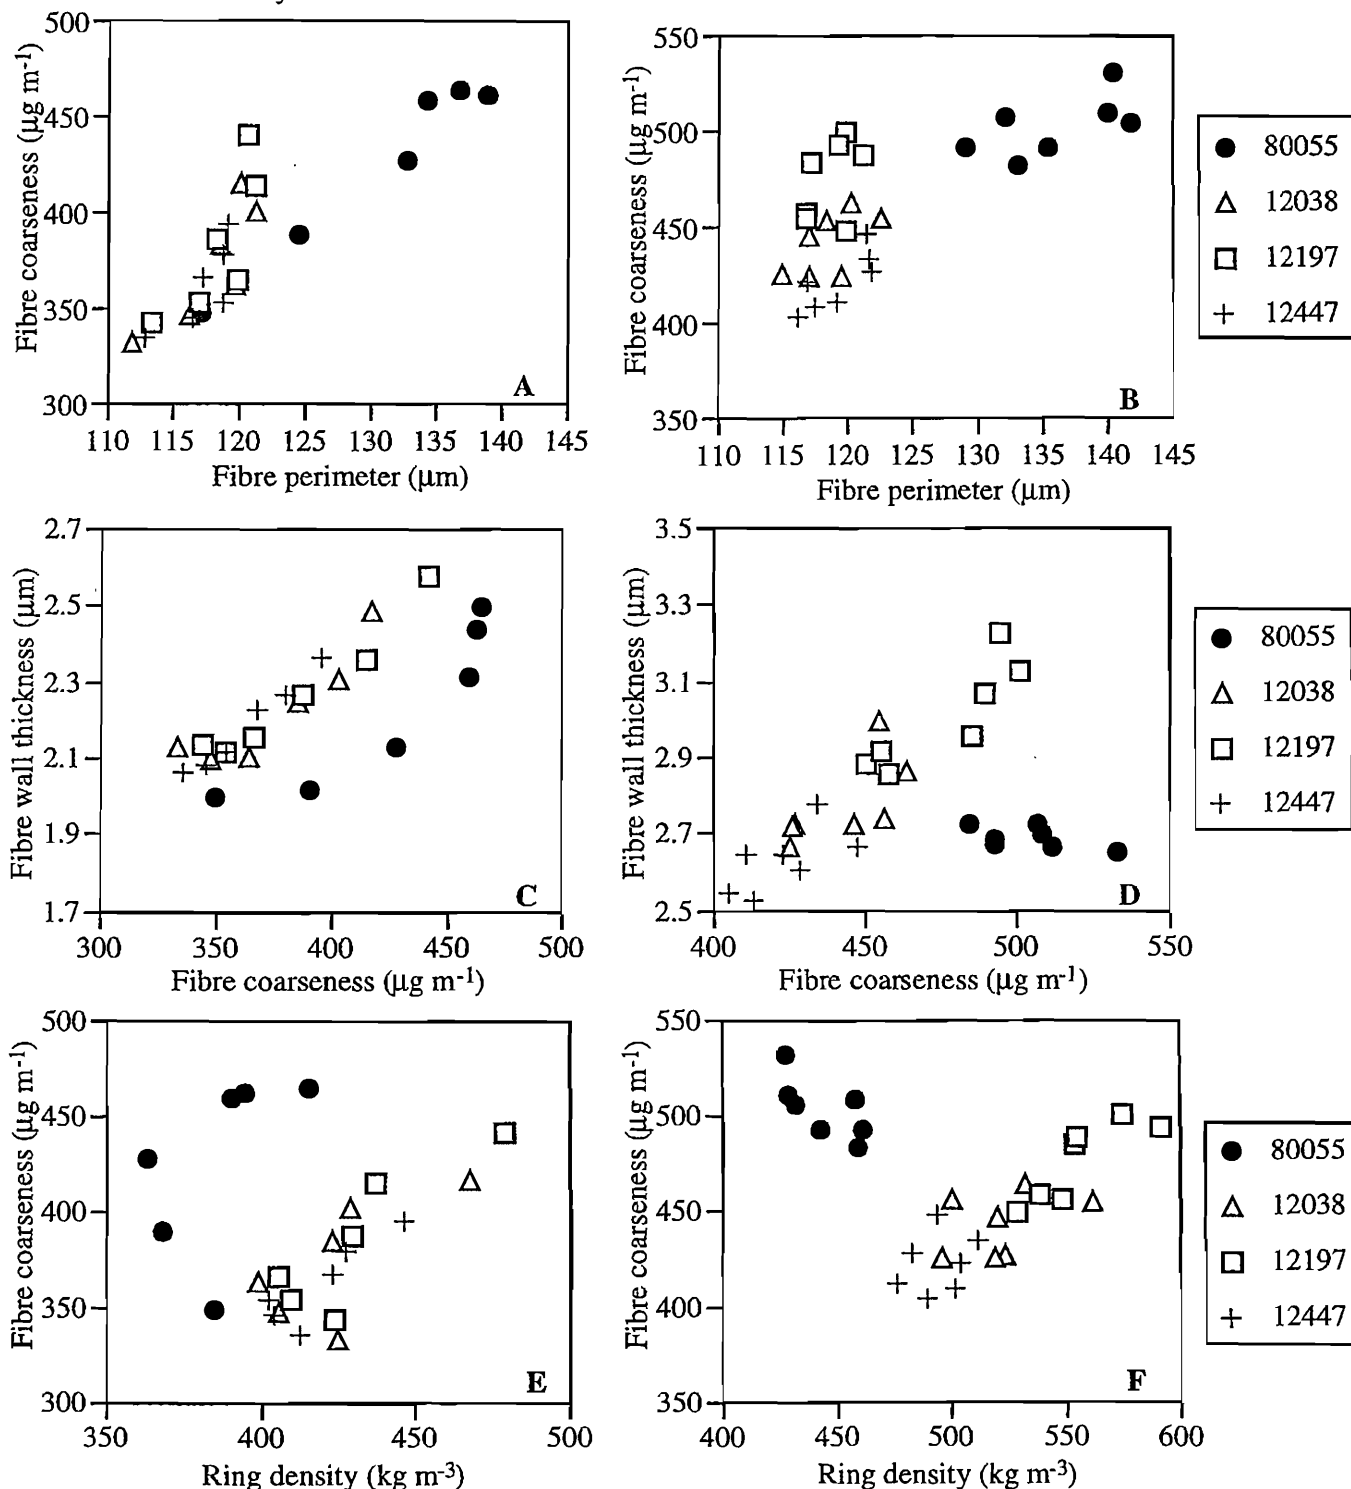 500
450
400
350
300
Fibre coarseness (µg m-1)
110 115 120 125 130 135 140 145
Fibre perimeter (µm)
A
550
500
450
400
350
Fibre coarseness (µg m-1)
110 115 120 125 130 135 140 145
Fibre perimeter (µm)
B
80055
12038
12197
12447
2.7
2.5
2.3
2.1
1.9
1.7
Fibre wall thickness (µm)
300 350 400 450 500
Fibre coarseness (µg m-1)
C
3.5
3.3
3.1
2.9
2.7
2.5
Fibre wall thickness (µm)
400 450 500 550
Fibre coarseness (µg m-1)
D
80055
12038
12197
12447
500
450
400
350
300
Fibre coarseness (µg m-1)
350 400 450 500
Ring density (kg m-3)
E
550
500
450
400
350
Fibre coarseness (µg m-1)
400 450 500 550 600
Ring density (kg m-3)
F
80055
12038
12197
12447